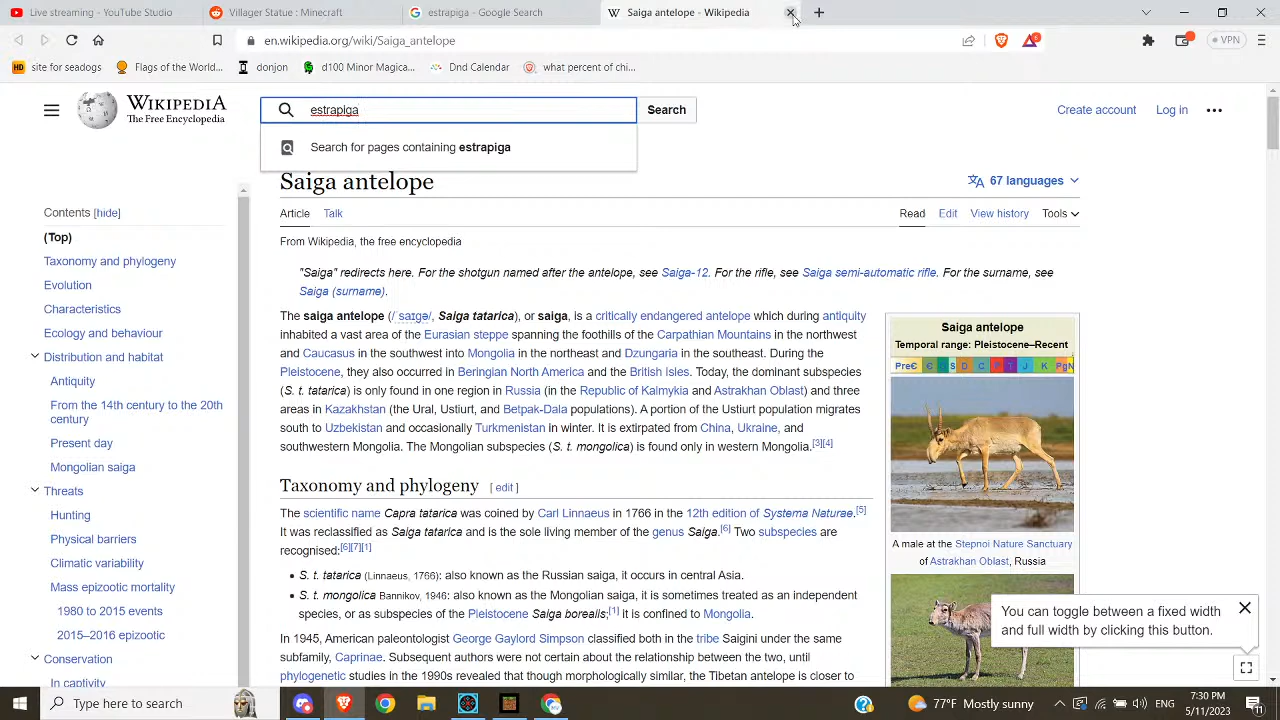 Live streaming - YouTube Studio
Villager Statue : Minecraft
estrapiga - Google Search
Saiga antelope - Wikipedia
en.wikipedia.org/wiki/Saiga_antelope
VPN
site for seadogs
Flags of the World...
donjon
d100 Minor Magica...
5e Calendar
what percent of chi...
WIKIPEDIA
The Free Encyclopedia
estrapiga
Search
Create account
Log in
Search for pages containing estrapiga
Saiga antelope
67 languages
Contents [hide]
(Top)
Taxonomy and phylogeny
Evolution
Characteristics
Ecology and behaviour
Distribution and habitat
Antiquity
From the 14th century to the 20th
century
Present day
Mongolian saiga
Threats
Hunting
Physical barriers
Climatic variability
Mass epizootic mortality
1980 to 2015 events
2015–2016 epizootic
Conservation
In captivity
Article
Talk
Read
Edit
View history
Tools
From Wikipedia, the free encyclopedia
"Saiga" redirects here. For the shotgun named after the antelope, see Saiga-12. For the rifle, see Saiga semi-automatic rifle. For the surname, see
Saiga (surname).
The saiga antelope (/ˈsaɪɡə/, Saiga tatarica), or saiga, is a critically endangered antelope which during antiquity
inhabited a vast area of the Eurasian steppe spanning the foothills of the Carpathian Mountains in the northwest
and Caucasus in the southwest into Mongolia in the northeast and Dzungaria in the southeast. During the
Pleistocene, they also occurred in Beringian North America and the British Isles. Today, the dominant subspecies
(S. t. tatarica) is only found in one region in Russia (in the Republic of Kalmykia and Astrakhan Oblast) and three
areas in Kazakhstan (the Ural, Ustiurt, and Betpak-Dala populations). A portion of the Ustiurt population migrates
south to Uzbekistan and occasionally Turkmenistan in winter. It is extirpated from China, Ukraine, and
southwestern Mongolia. The Mongolian subspecies (S. t. mongolica) is found only in western Mongolia.[3][4]
Taxonomy and phylogeny [ edit ]
The scientific name Capra tatarica was coined by Carl Linnaeus in 1766 in the 12th edition of Systema Naturae.[5]
It was reclassified as Saiga tatarica and is the sole living member of the genus Saiga.[6] Two subspecies are
recognised:[6][7][1]
• S. t. tatarica (Linnaeus, 1766): also known as the Russian saiga, it occurs in central Asia.
• S. t. mongolica Bannikov, 1946: also known as the Mongolian saiga, it is sometimes treated as an independent
species, or as subspecies of the Pleistocene Saiga borealis;[1] it is confined to Mongolia.
In 1945, American paleontologist George Gaylord Simpson classified both in the tribe Saigini under the same
subfamily, Caprinae. Subsequent authors were not certain about the relationship between the two, until
phylogenetic studies in the 1990s revealed that though morphologically similar, the Tibetan antelope is closer to
Saiga antelope
Temporal range: Pleistocene–Recent
PreꞒ Ꞓ O S D C P T J K PgN
A male at the Stepnoi Nature Sanctuary
of Astrakhan Oblast, Russia
You can toggle between a fixed width
and full width by clicking this button.
Type here to search
77°F Mostly sunny
ENG
7:30 PM
5/11/2023